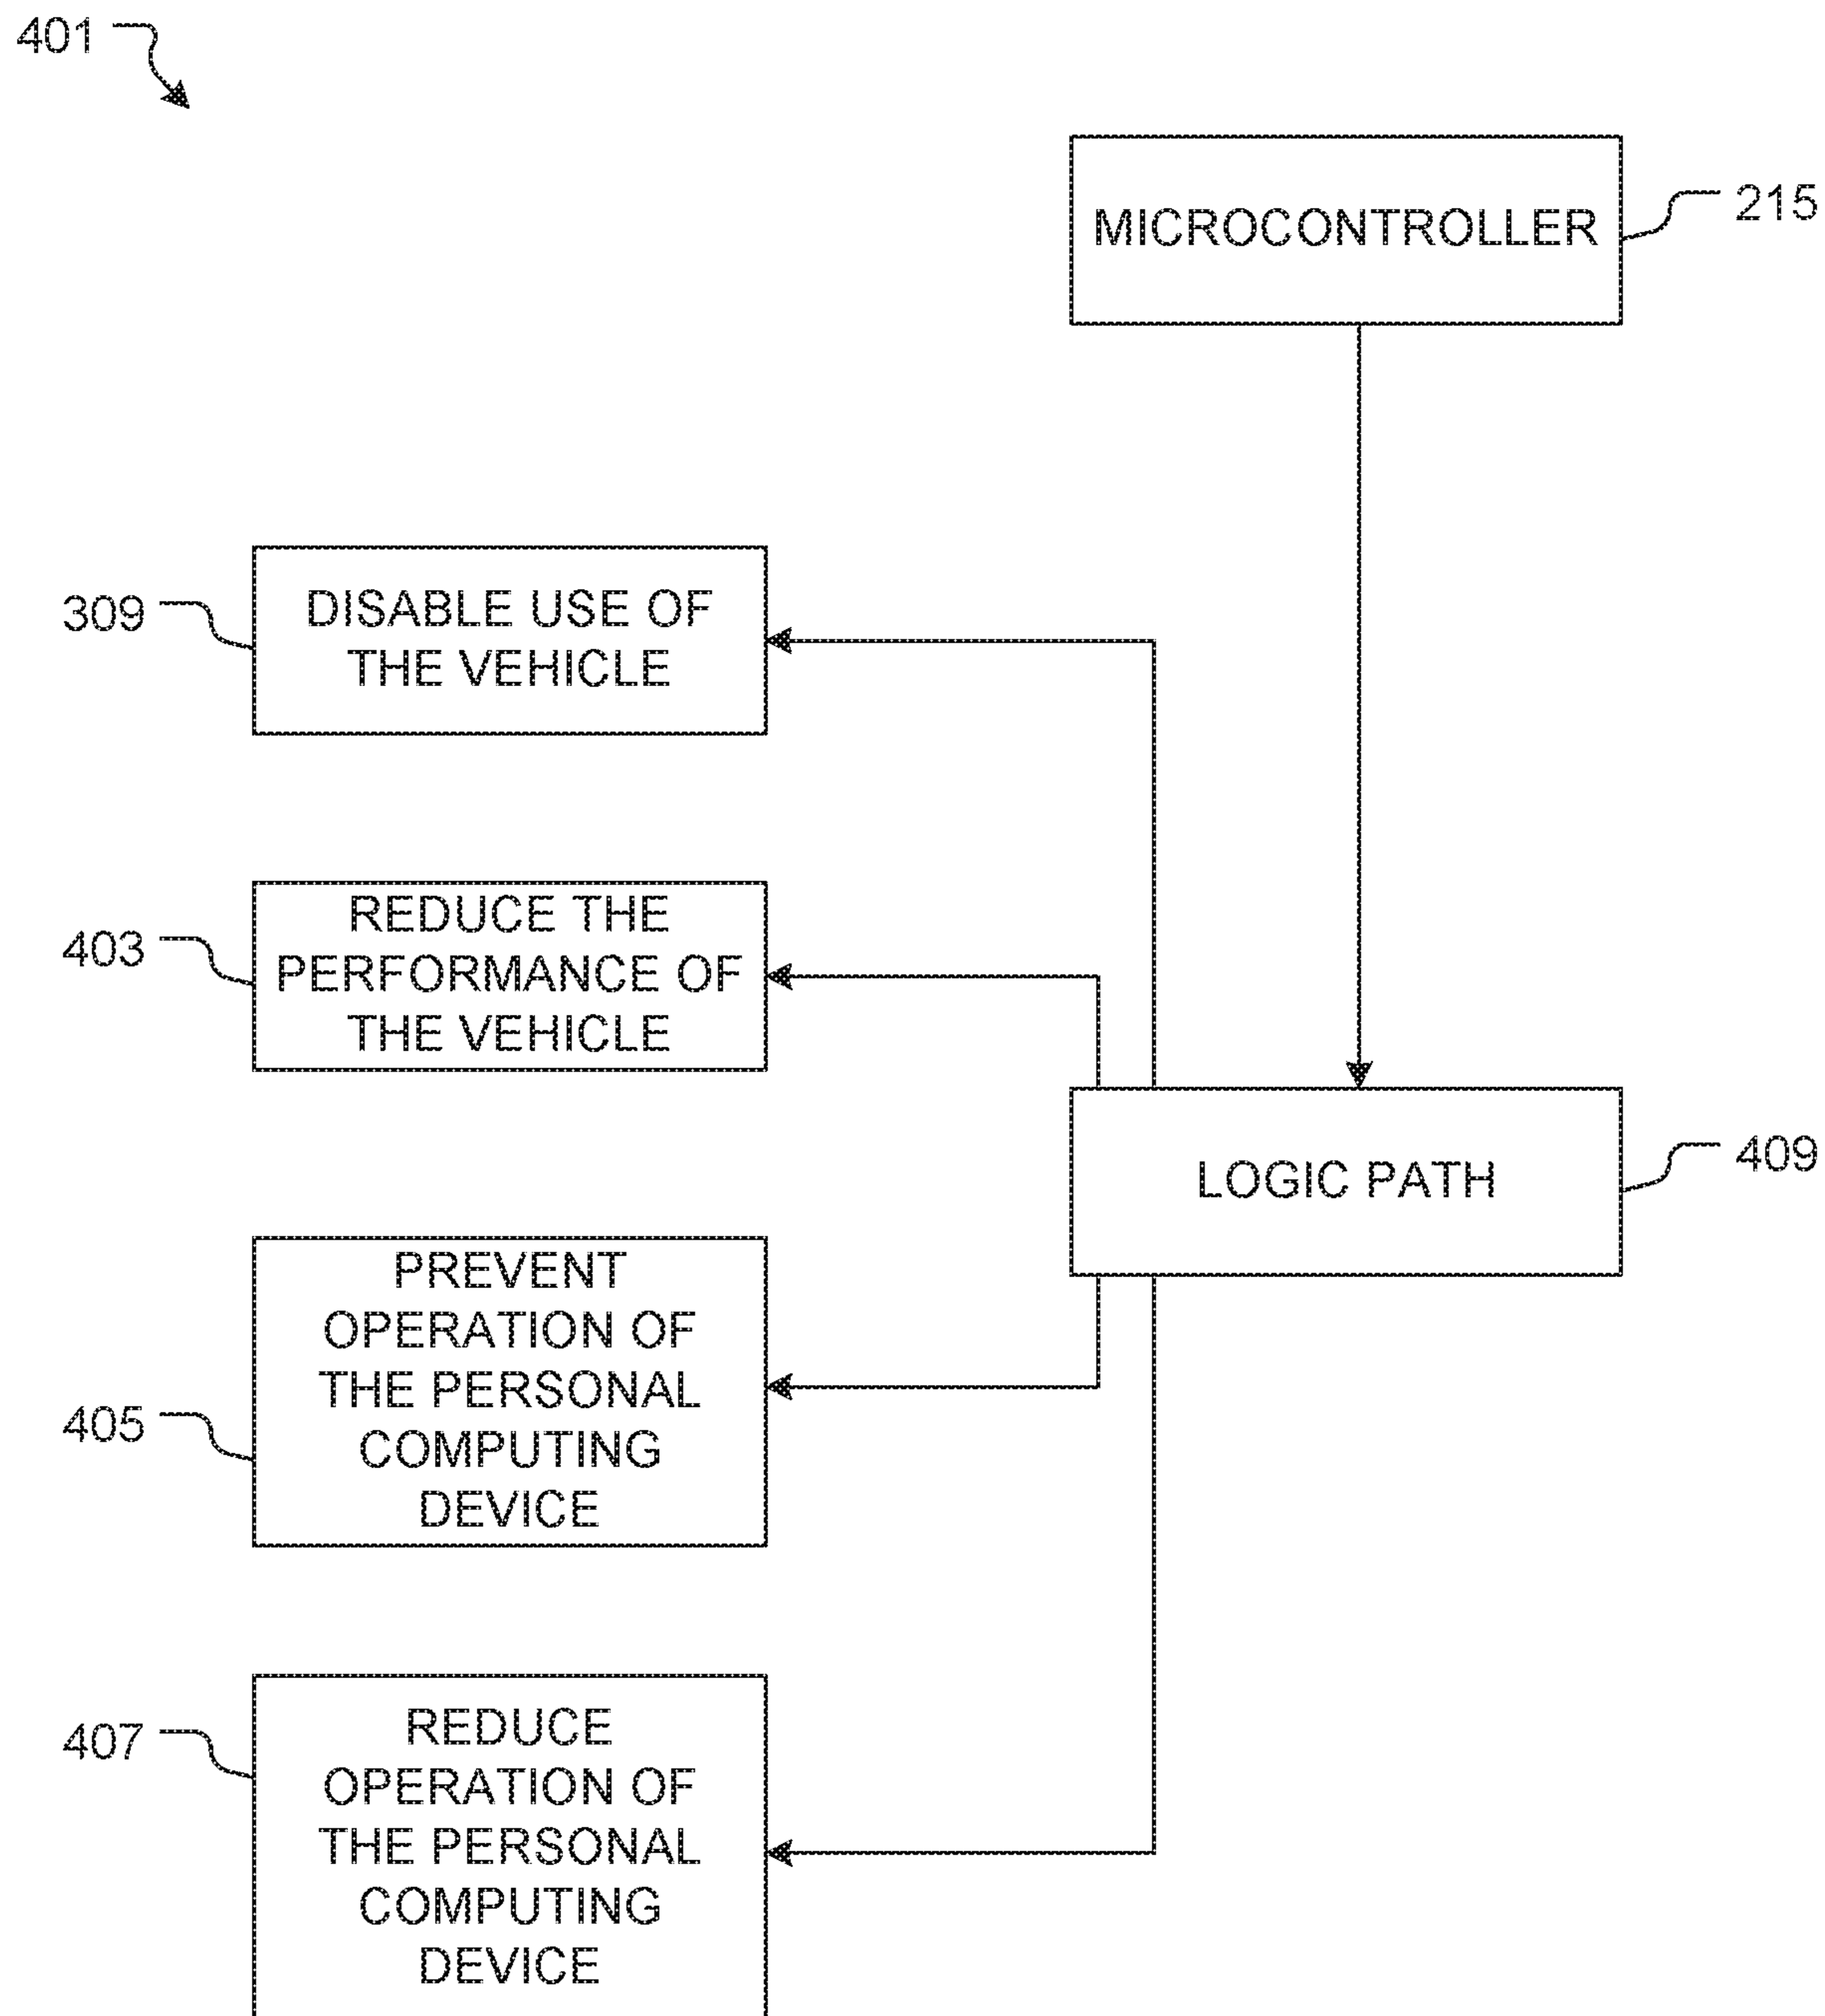 401
MICROCONTROLLER
215
309
DISABLE USE OF
THE VEHICLE
403
REDUCE THE
PERFORMANCE OF
THE VEHICLE
LOGIC PATH
409
405
PREVENT
OPERATION OF
THE PERSONAL
COMPUTING
DEVICE
407
REDUCE
OPERATION OF
THE PERSONAL
COMPUTING
DEVICE